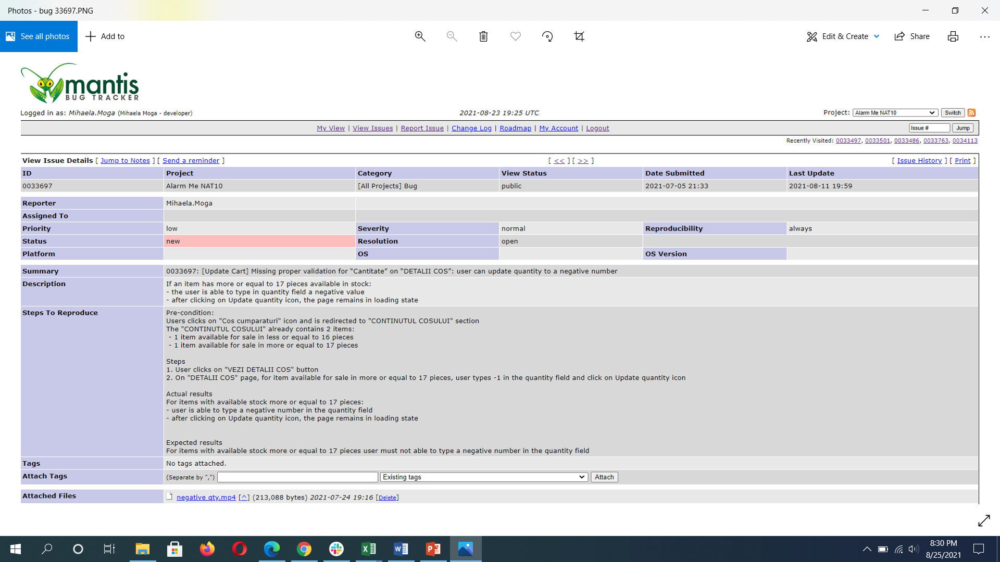 Photos - bug 33697.PNG
See all photos
Add to
Edit & Create
Share
mantis
BUG TRACKER
Logged in as: Mihaela.Moga (Mihaela Moga - developer)
2021-08-23 19:25 UTC
Project: Alarm Me NAT10 Switch
My View | View Issues | Report Issue | Change Log | Roadmap | My Account | Logout
Issue # Jump
Recently Visited: 0033497, 0033501, 0033486, 0033763, 0034113
View Issue Details [ Jump to Notes ] [ Send a reminder ] [ << ] [ >> ] [ Issue History ] [ Print ]
ID Project Category View Status Date Submitted Last Update
0033697 Alarm Me NAT10 [All Projects] Bug public 2021-07-05 21:33 2021-08-11 19:59
Reporter Mihaela.Moga
Assigned To
Priority low Severity normal Reproducibility always
Status new Resolution open
Platform OS OS Version
Summary 0033697: [Update Cart] Missing proper validation for “Cantitate” on “DETALII COS”: user can update quantity to a negative number
Description If an item has more or equal to 17 pieces available in stock:
- the user is able to type in quantity field a negative value
- after clicking on Update quantity icon, the page remains in loading state
Steps To Reproduce Pre-condition:
Users clicks on "Cos cumparaturi" icon and is redirected to "CONTINUTUL COSULUI" section
The "CONTINUTUL COSULUI" already contains 2 items:
- 1 item available for sale in less or equal to 16 pieces
- 1 item available for sale in more or equal to 17 pieces
Steps
1. User clicks on "VEZI DETALII COS" button
2. On "DETALII COS" page, for item available for sale in more or equal to 17 pieces, user types -1 in the quantity field and click on Update quantity icon
Actual results
For items with available stock more or equal to 17 pieces:
- user is able to type a negative number in the quantity field
- after clicking on Update quantity icon, the page remains in loading state
Expected results
For items with available stock more or equal to 17 pieces user must not able to type a negative number in the quantity field
Tags No tags attached.
Attach Tags (Separate by ",") Existing tags Attach
Attached Files negative qty.mp4 [^] (213,088 bytes) 2021-07-24 19:16 [Delete]
8:30 PM
8/25/2021